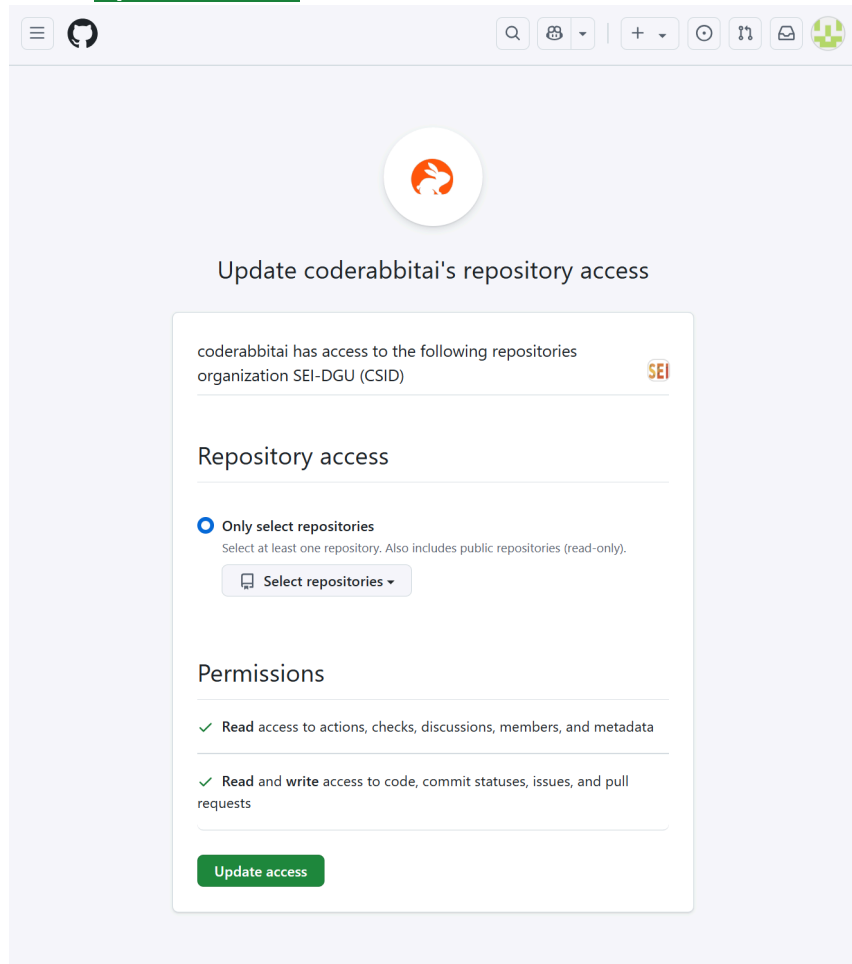 Update coderabbitai's repository access
coderabbitai has access to the following repositories
organization SEI-DGU (CSID)
SEI
Repository access
Only select repositories
Select at least one repository. Also includes public repositories (read-only).
Select repositories
Permissions
Read access to actions, checks, discussions, members, and metadata
Read and write access to code, commit statuses, issues, and pull
requests
Update access